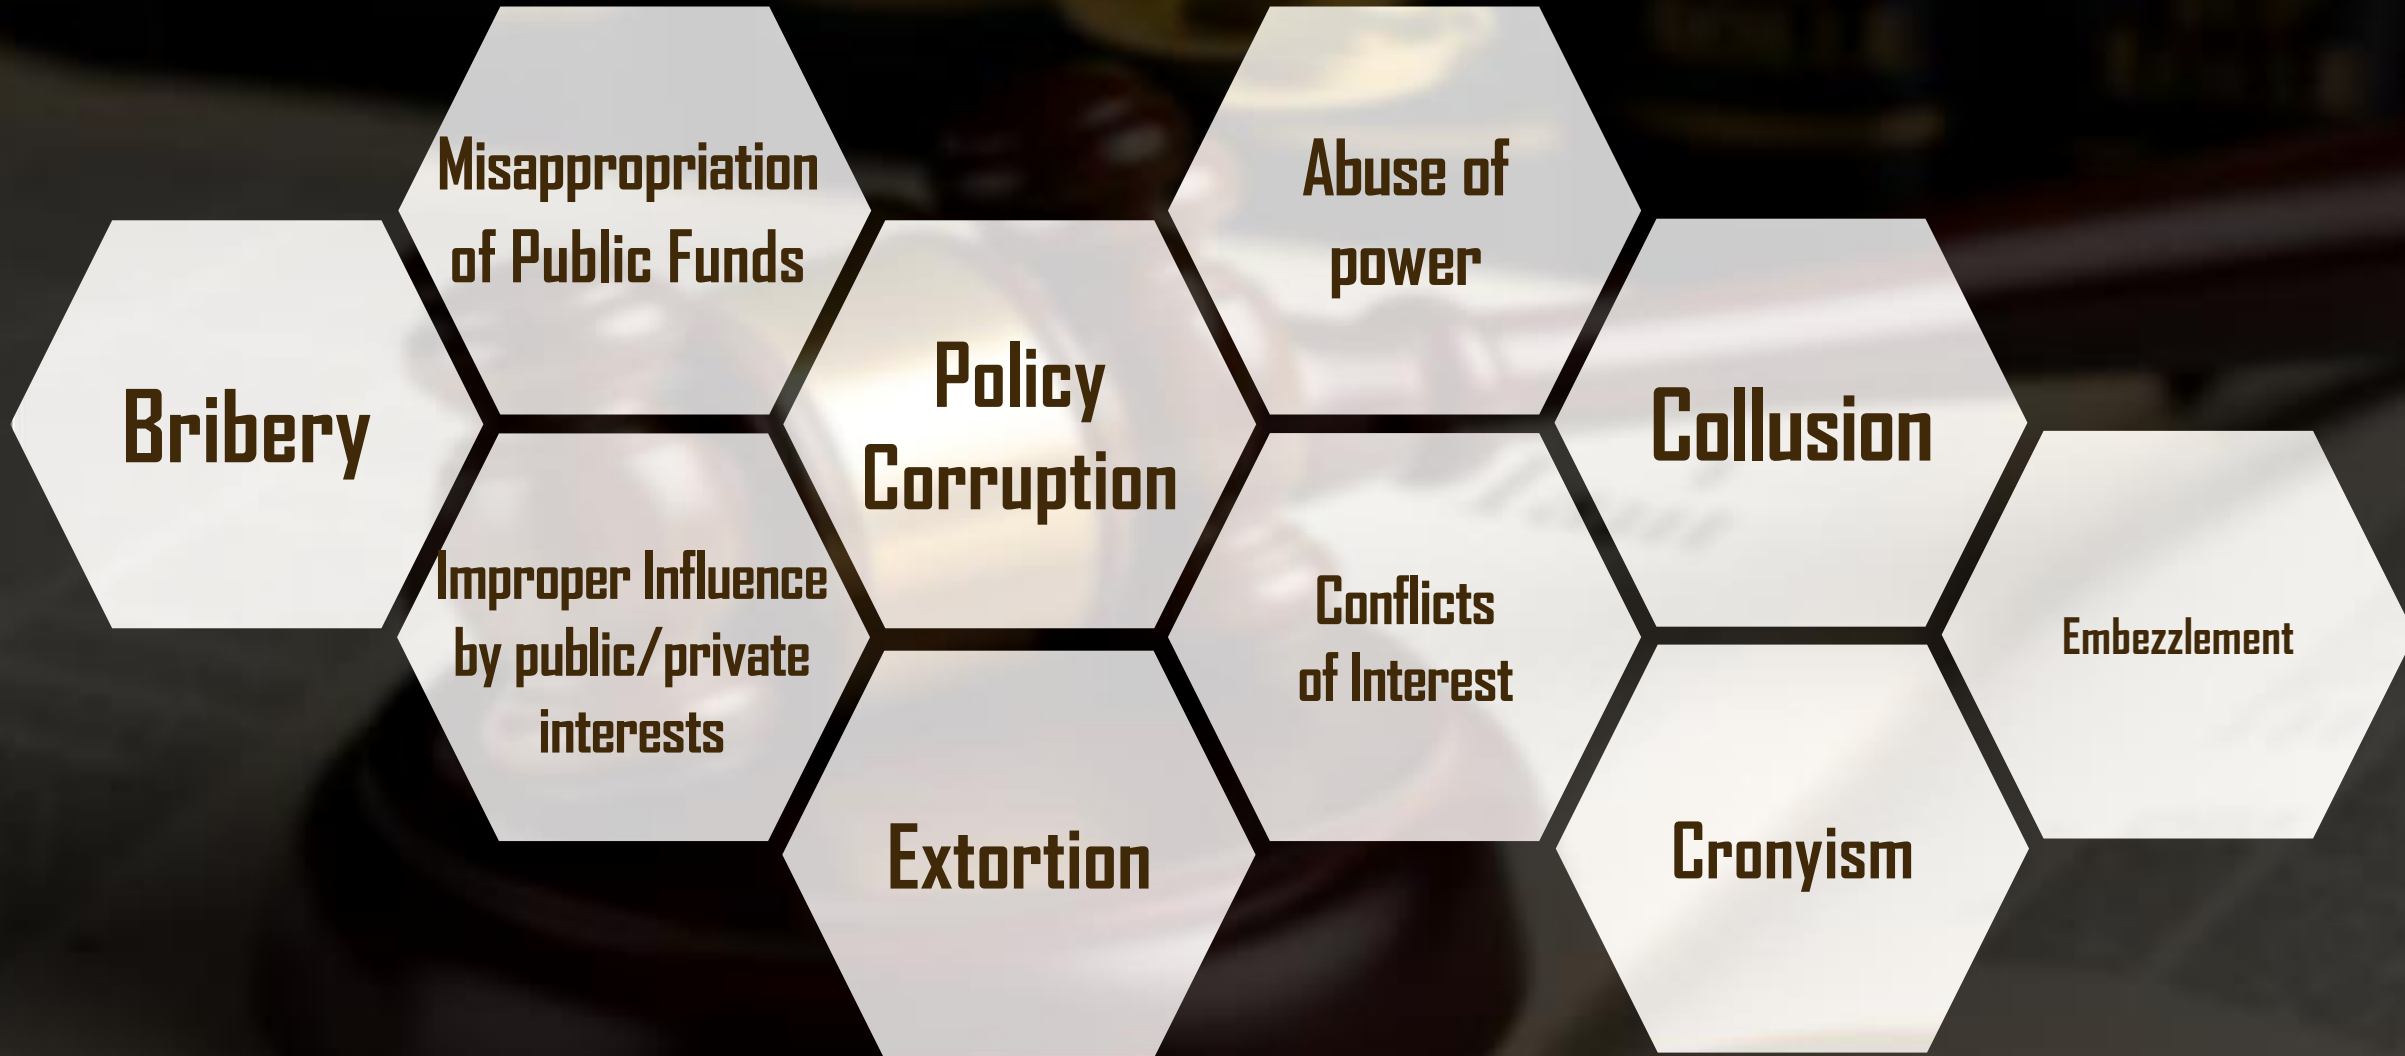 Bribery
Misappropriation
of Public Funds
Improper Influence
by public/private
interests
Policy
Corruption
Extortion
Abuse of
power
Conflicts
of Interest
Collusion
Cronyism
Embezzlement